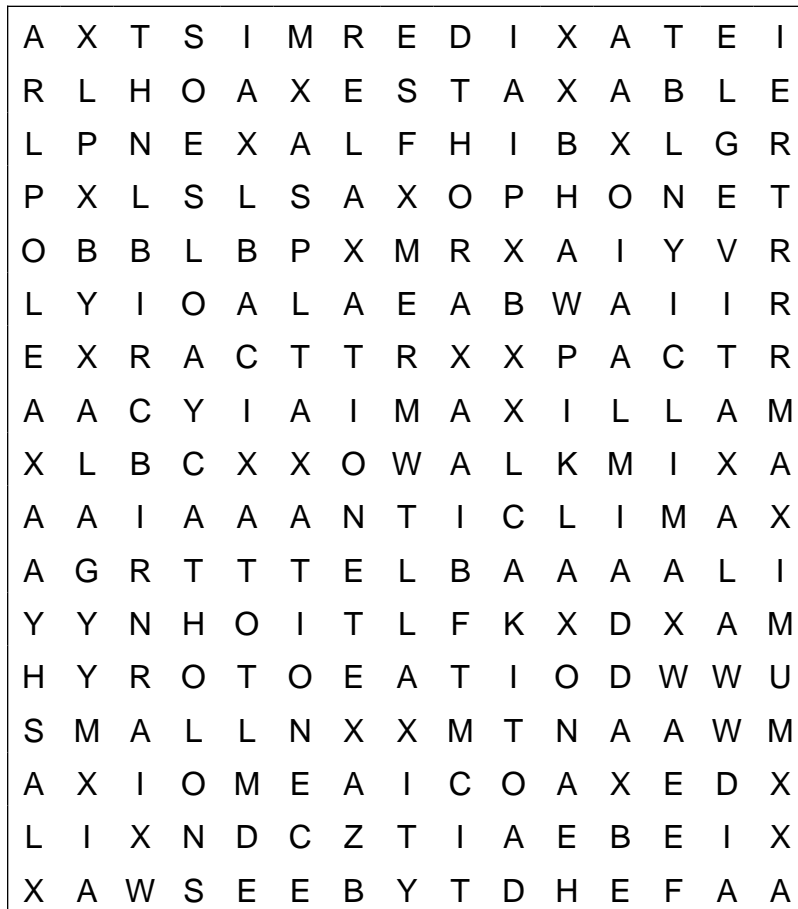 A X T S I M R E D I X A T E I
R L H O A X E S T A X A B L E
L P N E X A L F H I B X L G R
P X L S L S A X O P H O N E T
O B B L B P X M R X A I Y V R
L Y I O A L A E A B W A I I R
E X R A C T T R X X P A C T R
A A C Y I A I M A X I L L A M
X L B C X X O W A L K M I X A
A A I A A A N T I C L I M A X
A G R T T T E L B A A A A L I
Y Y N H O I T L F K X D X A M
H Y R O T O E A T I O D W W U
S M A L L N X X M T N A A W M
A X I O M E A I C O A X E D X
L I X N D C Z T I A E B E I X
X A W S E E B Y T D H E F A A